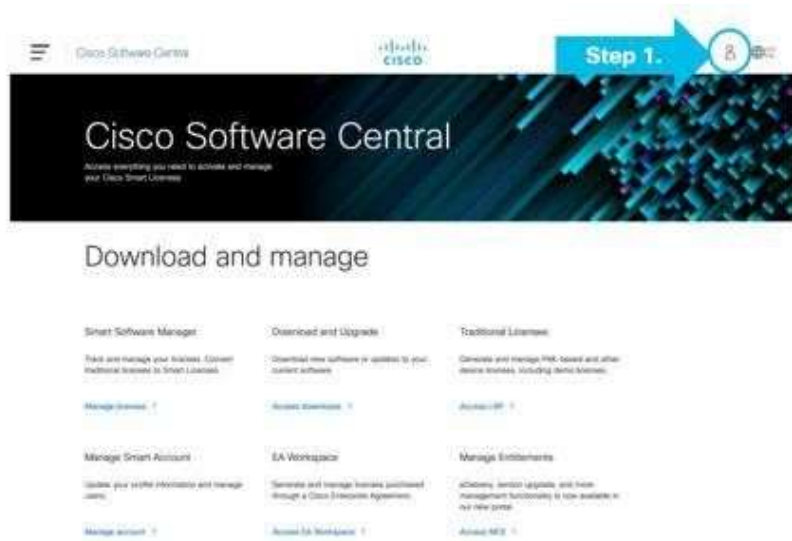 Cisco Software Central
CISCO
Step 1.
Cisco Software Central
Access everything you need to activate and manage
your Cisco Smart Licenses
Download and manage
Smart Software Manager
Track and manage your licenses. Convert
traditional licenses to Smart Licenses.
Manage licenses
Download and Upgrade
Download new software or updates to your
current software.
Access downloads
Traditional Licenses
Generate and manage PAK-based and other
device licenses, including demo licenses.
Access LRP
Manage Smart Account
Update your profile information and manage
users.
Manage account
EA Workspace
Generate and manage licenses purchased
through a Cisco Enterprise Agreement.
Access EA Workspace
Manage Entitlements
eDelivery, version upgrade, and more
management functionality is now available in
our new portal.
Access MCE